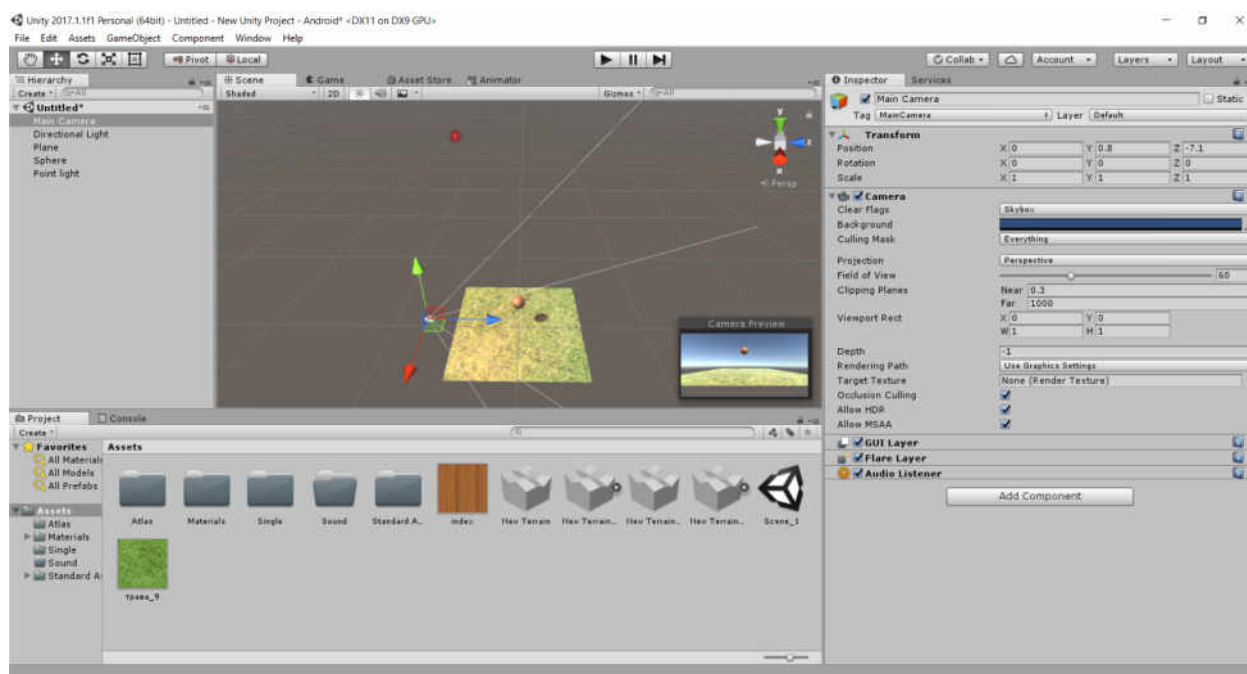 Unity 2017.1.1f1 Personal (64bit) - Untitled - New Unity Project - Android* <DX11 on DX9 GPU>
File Edit Assets GameObject Component Window Help
Pivot Local Collab Account Layers Layout
Hierarchy
Create All
Untitled*
Main Camera
Directional Light
Plane
Sphere
Point light
Scene Game Asset Store Animator
Shaded 2D Gizmos All
y
z
Persp
Camera Preview
Inspector Services
Main Camera Static
Tag MainCamera Layer Default
Transform
Position X 0 Y 0.8 Z -7.1
Rotation X 0 Y 0 Z 0
Scale X 1 Y 1 Z 1
Camera
Clear Flags Skybox
Background
Culling Mask Everything
Projection Perspective
Field of View 60
Clipping Planes Near 0.3
Far 1000
Viewport Rect X 0 Y 0
W 1 H 1
Depth -1
Rendering Path Use Graphics Settings
Target Texture None (Render Texture)
Occlusion Culling
Allow HDR
Allow MSAA
GUI Layer
Flare Layer
Audio Listener
Add Component
Project Console
Create
Favorites
All Materials
All Models
All Prefabs
Assets
Atlas
Materials
Single
Sound
Standard A
Assets
Atlas Materials Single Sound Standard A... index New Terrain New Terrain... New Terrain... New Terrain... Scene_1
трава_9